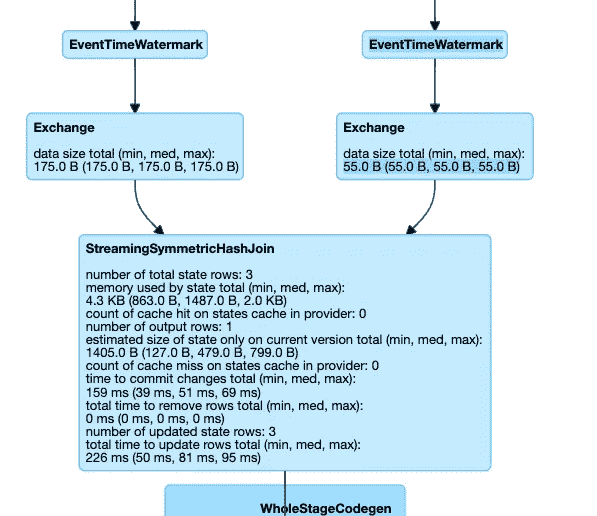 EventTimeWatermark
EventTimeWatermark
Exchange
data size total (min, med, max):
175.0 B (175.0 B, 175.0 B, 175.0 B)
Exchange
data size total (min, med, max):
55.0 B (55.0 B, 55.0 B, 55.0 B)
StreamingSymmetricHashJoin
number of total state rows: 3
memory used by state total (min, med, max):
4.3 KB (863.0 B, 1487.0 B, 2.0 KB)
count of cache hit on states cache in provider: 0
number of output rows: 1
estimated size of state only on current version total (min, med, max):
1405.0 B (127.0 B, 479.0 B, 799.0 B)
count of cache miss on states cache in provider: 0
time to commit changes total (min, med, max):
159 ms (39 ms, 51 ms, 69 ms)
total time to remove rows total (min, med, max):
0 ms (0 ms, 0 ms, 0 ms)
number of updated state rows: 3
total time to update rows total (min, med, max):
226 ms (50 ms, 81 ms, 95 ms)
WholeStageCodegen